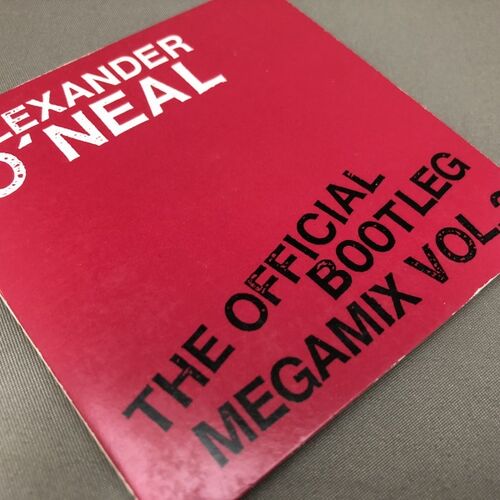 LEXANDER
O'NEAL
THE OFFICIAL
BOOTLEG
MEGAMIX VOL.